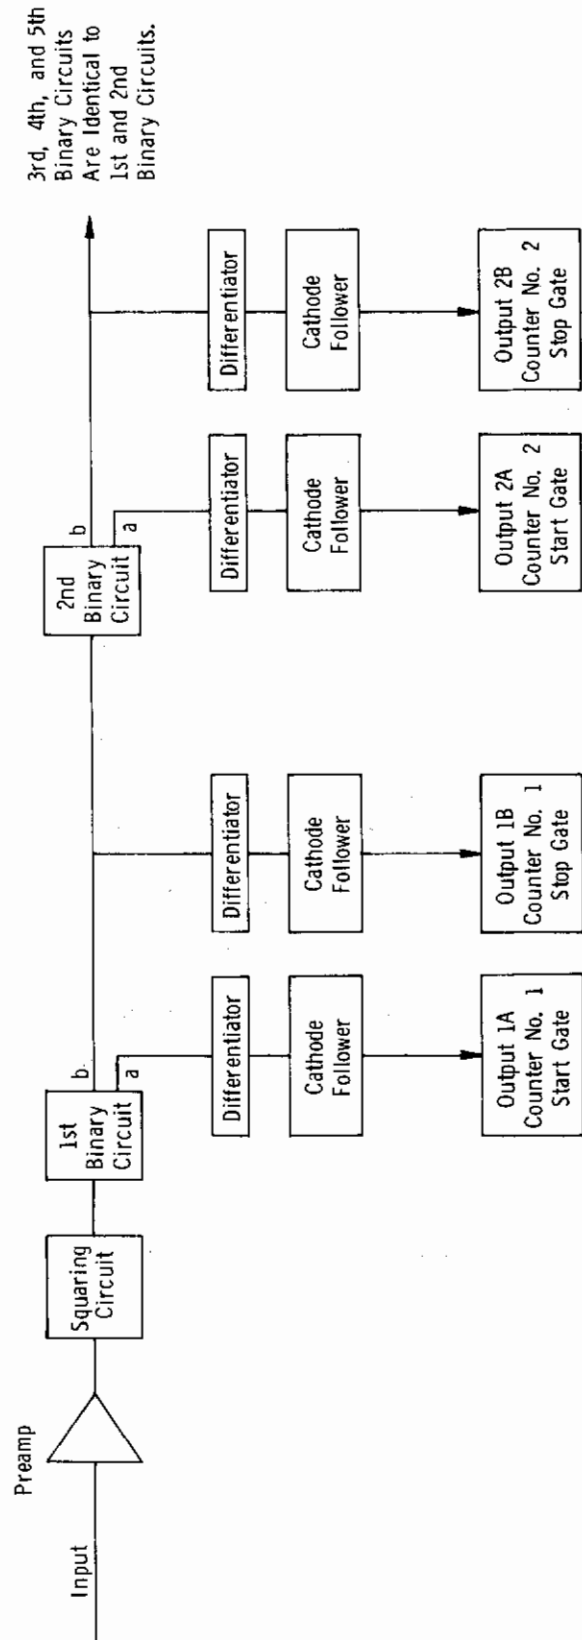 Input
Preamp
Squaring
Circuit
1st
Binary
Circuit
b
a
Differentiator
Cathode
Follower
Output 1A
Counter No. 1
Start Gate
Differentiator
Cathode
Follower
Output 1B
Counter No. 1
Stop Gate
2nd
Binary
Circuit
b
a
Differentiator
Cathode
Follower
Output 2A
Counter No. 2
Start Gate
Differentiator
Cathode
Follower
Output 2B
Counter No. 2
Stop Gate
3rd, 4th, and 5th
Binary Circuits
Are Identical to
1st and 2nd
Binary Circuits.